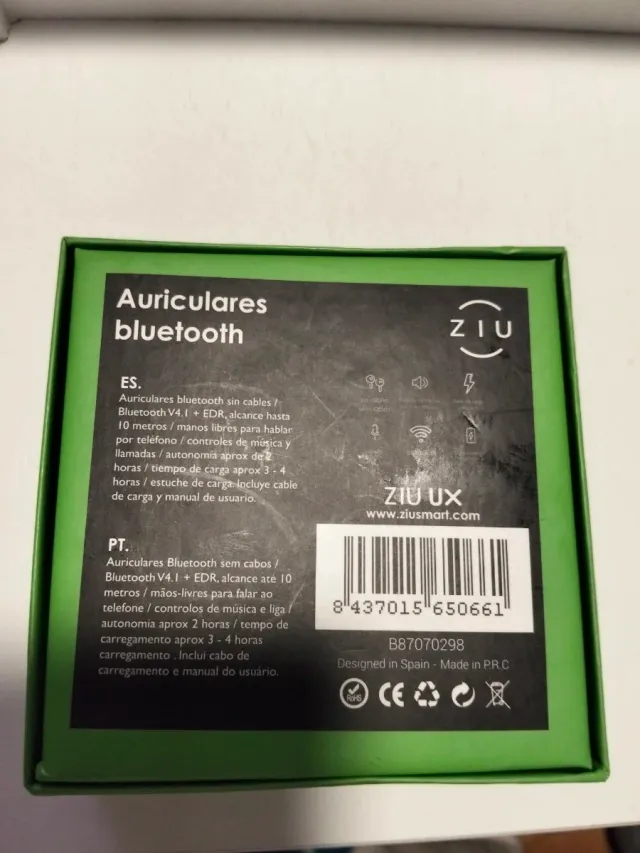 Auriculares
bluetooth
ZIU
ES.
Auriculares bluetooth sin cables /
Bluetooth V4.1 + EDR, alcance hasta
10 metros / manos libres para hablar
por teléfono / controles de música y
llamadas / autonomía aprox de 2
horas / tiempo de carga aprox 3 - 4
horas / estuche de carga. Incluye cable
de carga y manual de usuario.
PT.
Auriculares Bluetooth sem cabos /
Bluetooth V4.1 + EDR, alcance até 10
metros / mãos-livres para falar ao
telefone / controlos de música e liga /
autonomia aprox 2 horas / tempo de
carregamento aprox 3 - 4 horas
carregamento . Incluí cabo de
carregamento e manual do usuário.
ZIU UX
www.ziusmart.com
8 437015 650661
B87070298
Designed in Spain - Made in P.R.C
RoHS CE